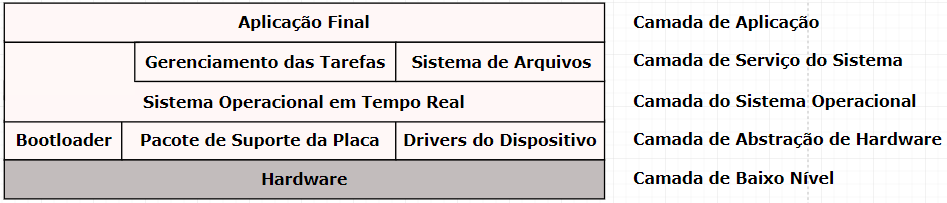 Aplicação Final Camada de Aplicação
Gerenciamento das Tarefas Sistema de Arquivos Camada de Serviço do Sistema
Sistema Operacional em Tempo Real Camada do Sistema Operacional
Bootloader Pacote de Suporte da Placa Drivers do Dispositivo Camada de Abstração de Hardware
Hardware Camada de Baixo Nível